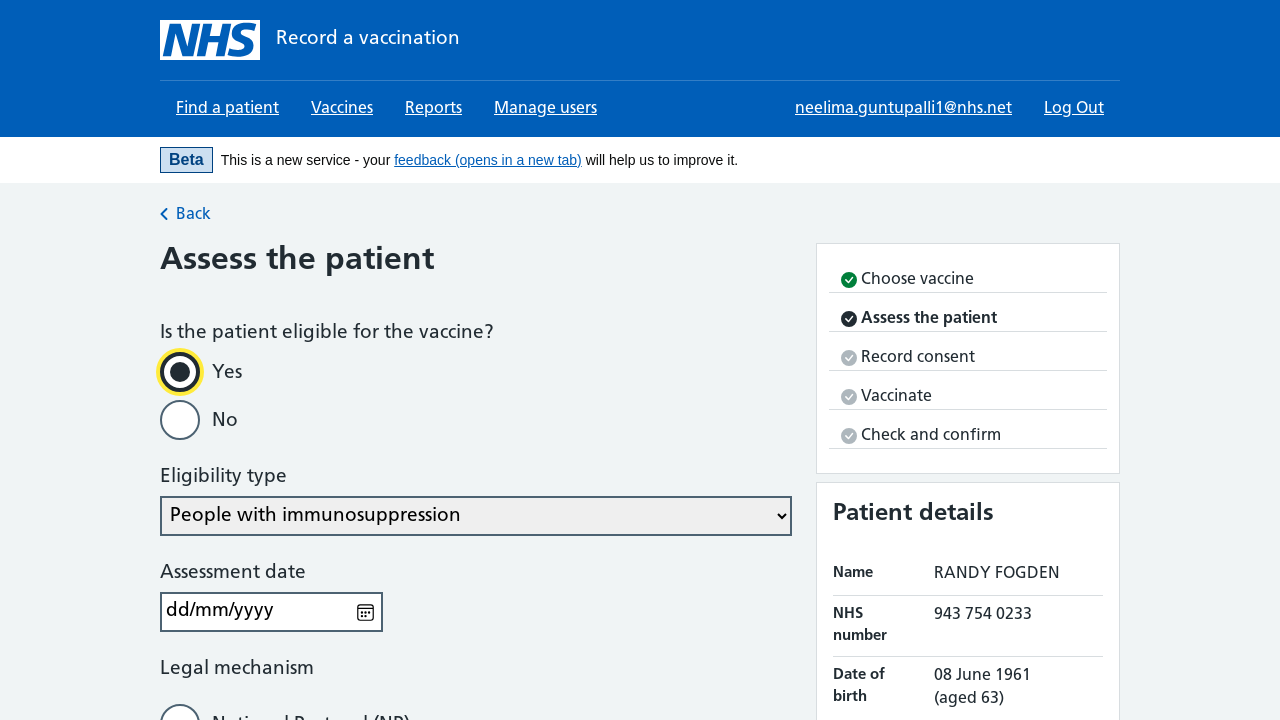 NHS Record a vaccination
Find a patient Vaccines Reports Manage users neelima.guntupalli1@nhs.net Log Out
Beta This is a new service - your feedback (opens in a new tab) will help us to improve it.
Back
Assess the patient
Is the patient eligible for the vaccine?
Yes
No
Eligibility type
People with immunosuppression
Assessment date
dd/mm/yyyy
Legal mechanism
National Protocol (NP)
Choose vaccine
Assess the patient
Record consent
Vaccinate
Check and confirm
Patient details
Name RANDY FOGDEN
NHS number 943 754 0233
Date of birth 08 June 1961
(aged 63)